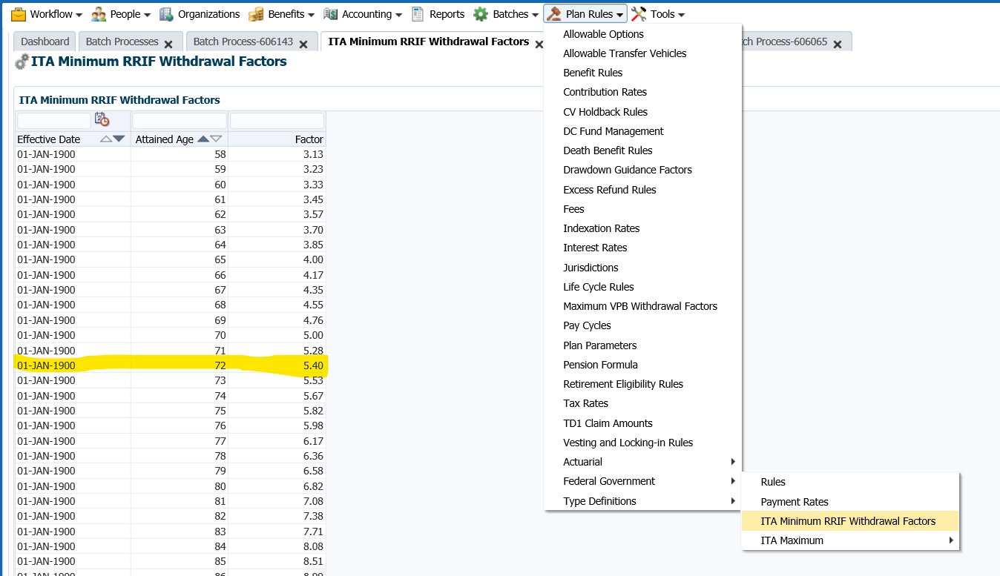 Workflow People Organizations Benefits Accounting Reports Batches Plan Rules Tools
Dashboard Batch Processes Batch Process-606143 ITA Minimum RRIF Withdrawal Factors ch Process-606065
ITA Minimum RRIF Withdrawal Factors
ITA Minimum RRIF Withdrawal Factors
Effective Date Attained Age Factor
01-JAN-1900 58 3.13
01-JAN-1900 59 3.23
01-JAN-1900 60 3.33
01-JAN-1900 61 3.45
01-JAN-1900 62 3.57
01-JAN-1900 63 3.70
01-JAN-1900 64 3.85
01-JAN-1900 65 4.00
01-JAN-1900 66 4.17
01-JAN-1900 67 4.35
01-JAN-1900 68 4.55
01-JAN-1900 69 4.76
01-JAN-1900 70 5.00
01-JAN-1900 71 5.28
01-JAN-1900 72 5.40
01-JAN-1900 73 5.53
01-JAN-1900 74 5.67
01-JAN-1900 75 5.82
01-JAN-1900 76 5.98
01-JAN-1900 77 6.17
01-JAN-1900 78 6.36
01-JAN-1900 79 6.58
01-JAN-1900 80 6.82
01-JAN-1900 81 7.08
01-JAN-1900 82 7.38
01-JAN-1900 83 7.71
01-JAN-1900 84 8.08
01-JAN-1900 85 8.51
01-JAN-1900 86 8.99
Allowable Options
Allowable Transfer Vehicles
Benefit Rules
Contribution Rates
CV Holdback Rules
DC Fund Management
Death Benefit Rules
Drawdown Guidance Factors
Excess Refund Rules
Fees
Indexation Rates
Interest Rates
Jurisdictions
Life Cycle Rules
Maximum VPB Withdrawal Factors
Pay Cycles
Plan Parameters
Pension Formula
Retirement Eligibility Rules
Tax Rates
TD1 Claim Amounts
Vesting and Locking-in Rules
Actuarial
Federal Government
Type Definitions
Rules
Payment Rates
ITA Minimum RRIF Withdrawal Factors
ITA Maximum